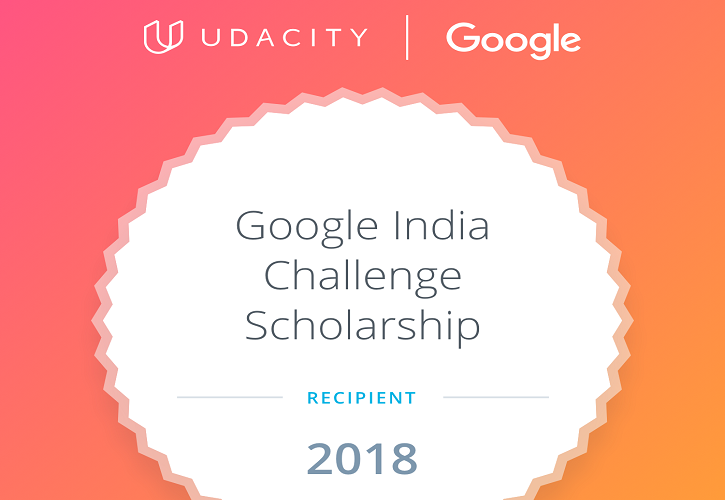 UDACITY | Google
Google India
Challenge
Scholarship
RECIPIENT
2018